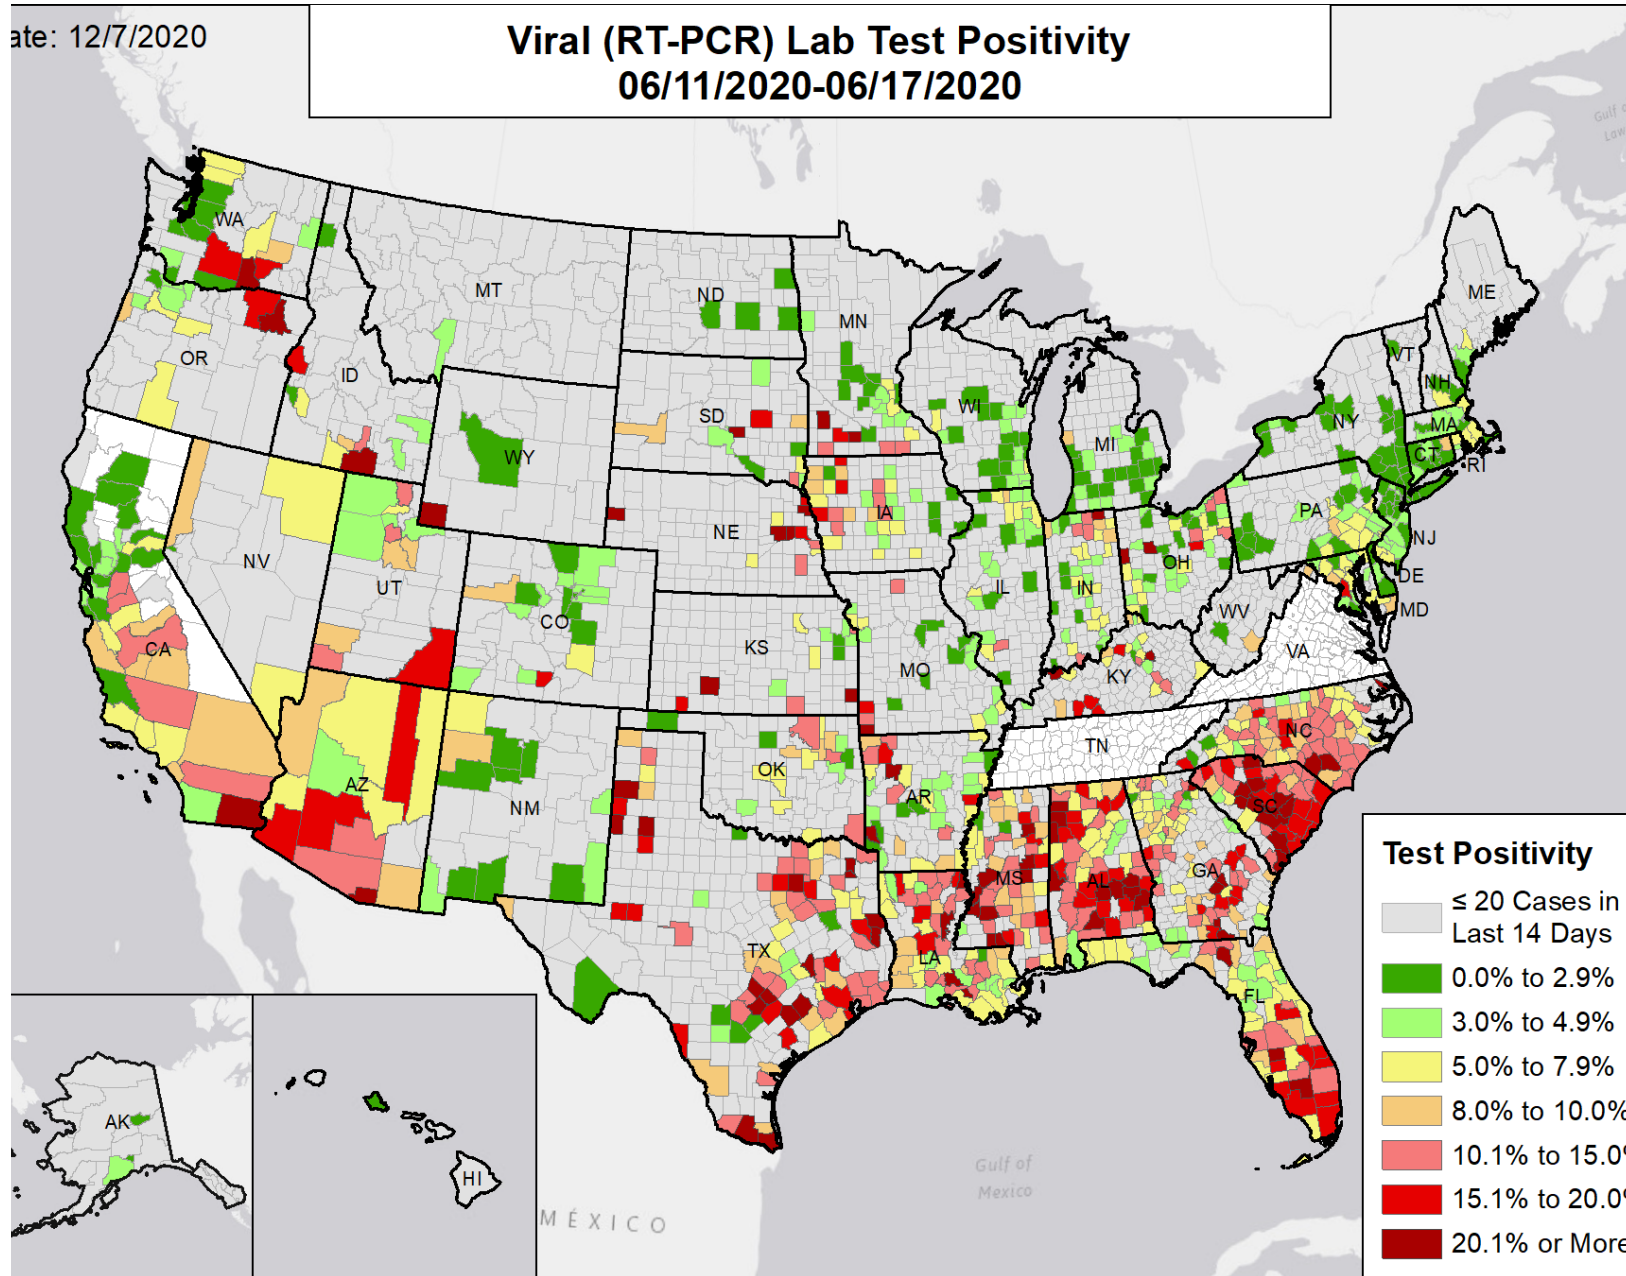 ate: 12/7/2020
Viral (RT-PCR) Lab Test Positivity
06/11/2020-06/17/2020
Gulf
Law
WA
MT
ND
MN
ME
OR
ID
SD
WI
MI
VT
NH
NY
MA
CT
RI
WY
NE
IA
PA
NJ
NV
UT
CO
IL
IN
OH
DE
MD
WV
CA
KS
MO
KY
VA
AZ
NM
OK
AR
TN
NC
SC
MS
AL
GA
TX
LA
FL
AK
HI
Gulf of
Mexico
MÉXICO
Test Positivity
≤ 20 Cases in
Last 14 Days
0.0% to 2.9%
3.0% to 4.9%
5.0% to 7.9%
8.0% to 10.0%
10.1% to 15.0%
15.1% to 20.0%
20.1% or More